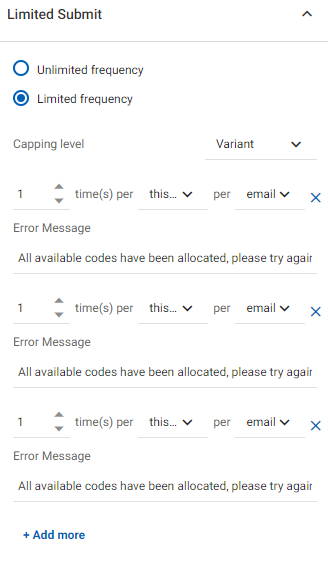 Limited Submit
Unlimited frequency
Limited frequency
Capping level Variant
1 time(s) per this... per email
Error Message
All available codes have been allocated, please try agair
1 time(s) per this... per email
Error Message
All available codes have been allocated, please try agair
1 time(s) per this... per email
Error Message
All available codes have been allocated, please try agair
+ Add more